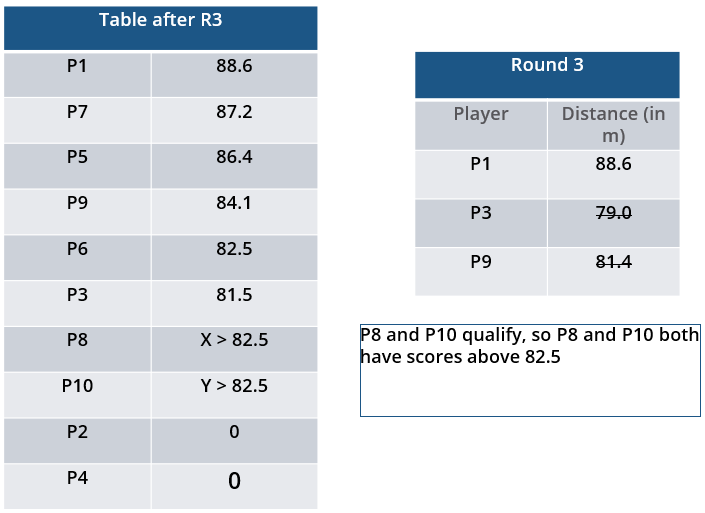 Table after R3
P1 88.6
P7 87.2
P5 86.4
P9 84.1
P6 82.5
P3 81.5
P8 X > 82.5
P10 Y > 82.5
P2 0
P4 0
Round 3
Player Distance (in
m)
P1 88.6
P3 79.0
P9 81.4
P8 and P10 qualify, so P8 and P10 both
have scores above 82.5